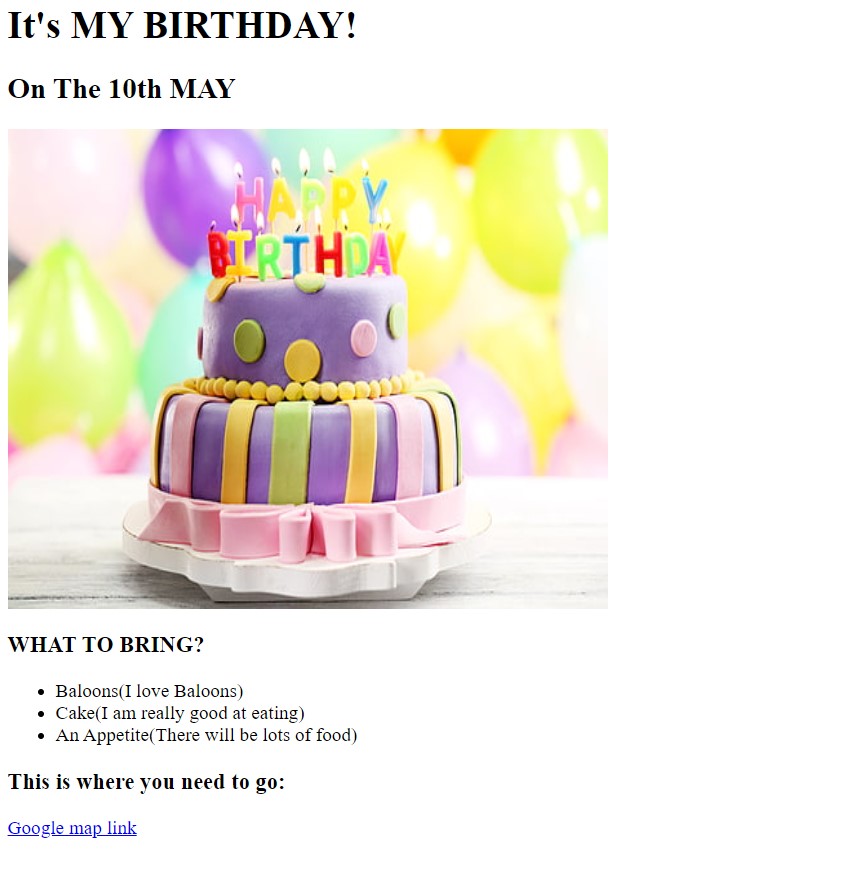 It's MY BIRTHDAY!
On The 10th MAY
HAPPY
BIRTHDAY
WHAT TO BRING?
Baloons(I love Baloons)
Cake(I am really good at eating)
An Appetite(There will be lots of food)
This is where you need to go:
Google map link